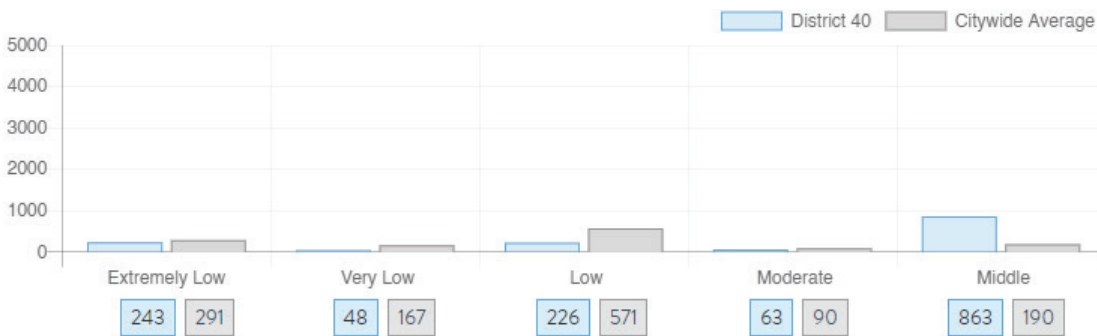 District 40 Citywide Average
5000
4000
3000
2000
1000
0
Extremely Low Very Low Low Moderate Middle
243 291 48 167 226 571 63 90 863 190